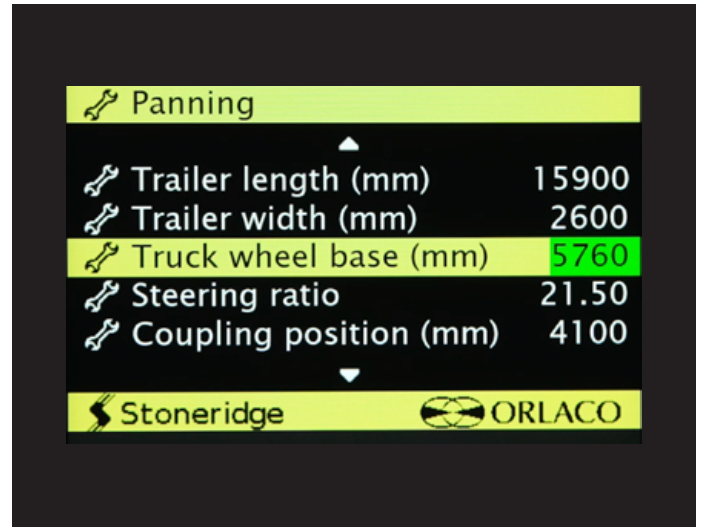 Panning
Trailer length (mm) 15900
Trailer width (mm) 2600
Truck wheel base (mm) 5760
Steering ratio 21.50
Coupling position (mm) 4100
Stoneridge ORLACO